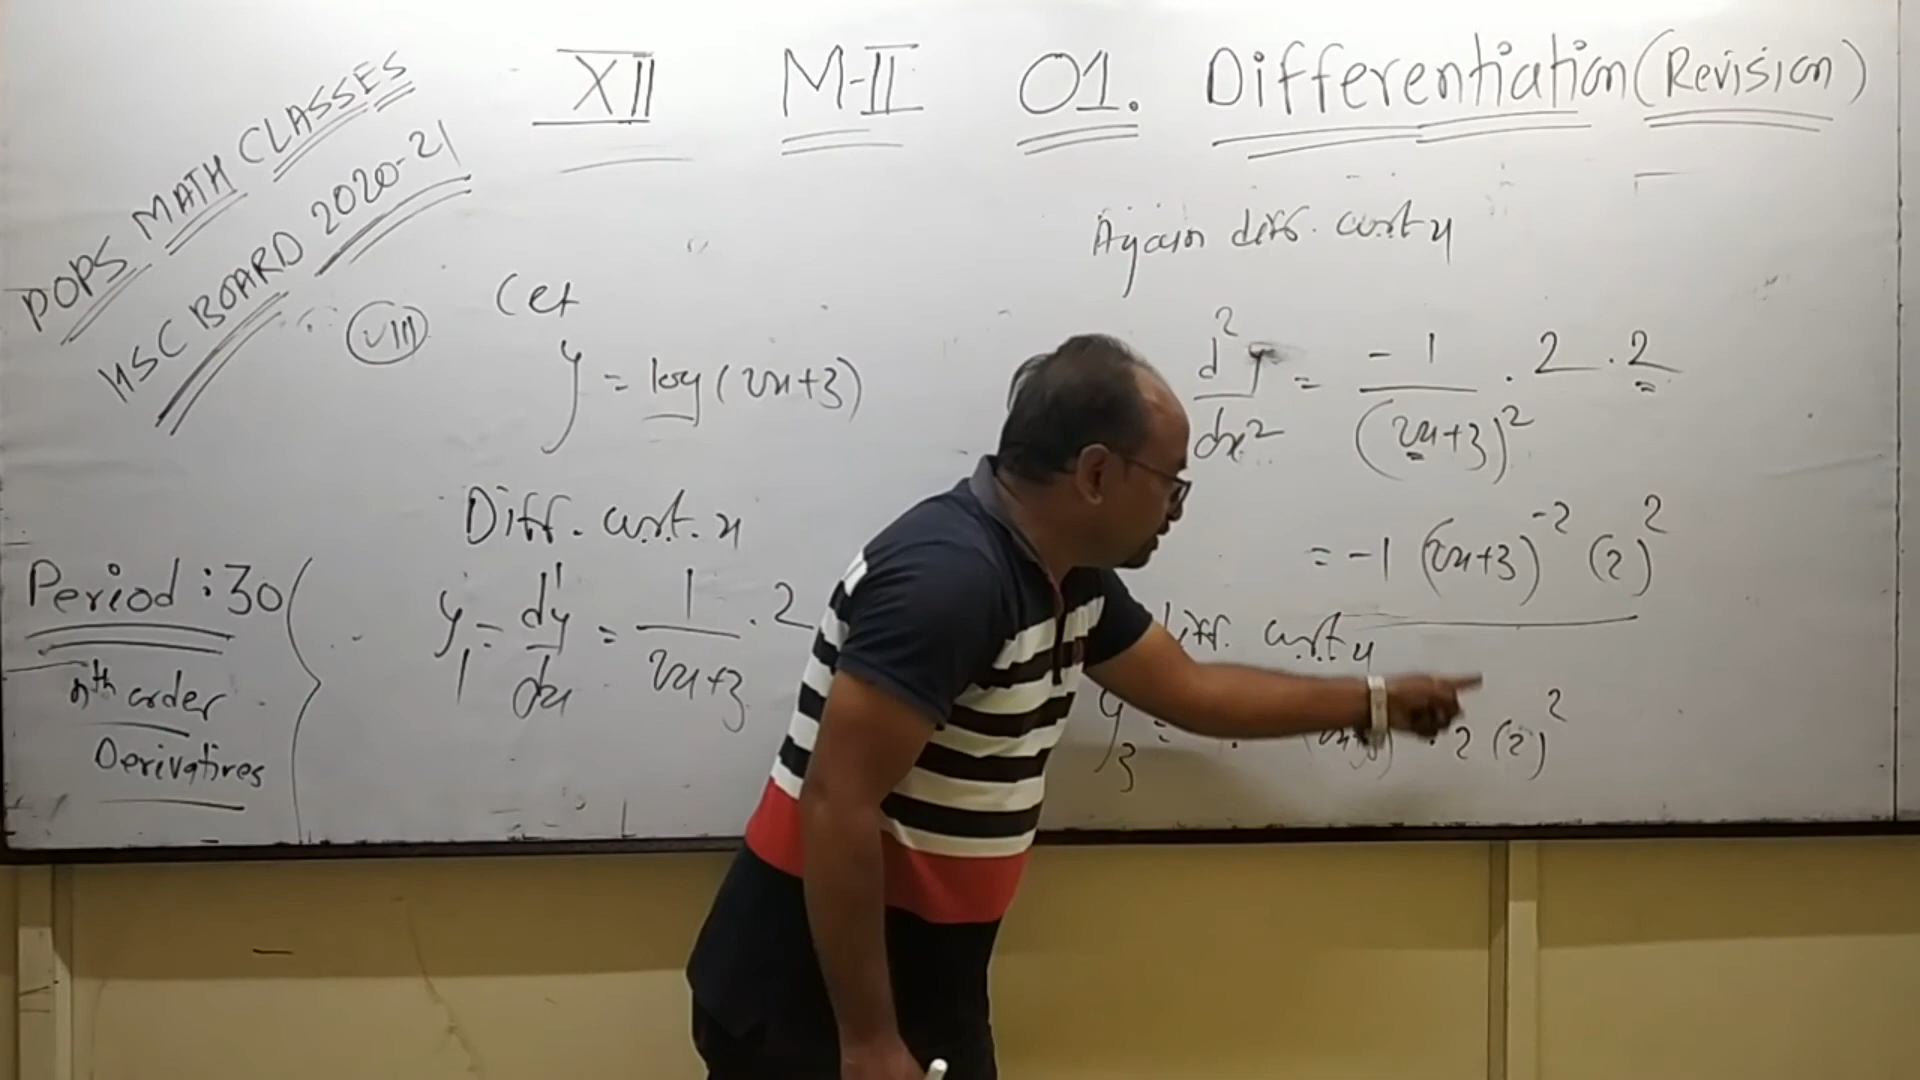 XII M-II 01. Differentiation (Revision)
POPS MATH CLASSES
HSC BOARD 2020-21
Period : 30
nth order
Derivatives
(viii) Let
y = log (2x+3)
Diff. w.r.t. x
y₁ = dy/dx = 1/(2x+3) . 2
Again diff. w.r.t x
d²y/dx² = -1/(2x+3)² . 2 . 2
= -1 (2x+3)⁻² (2)²
diff. w.r.t x
y₃ = . 2 (2)²